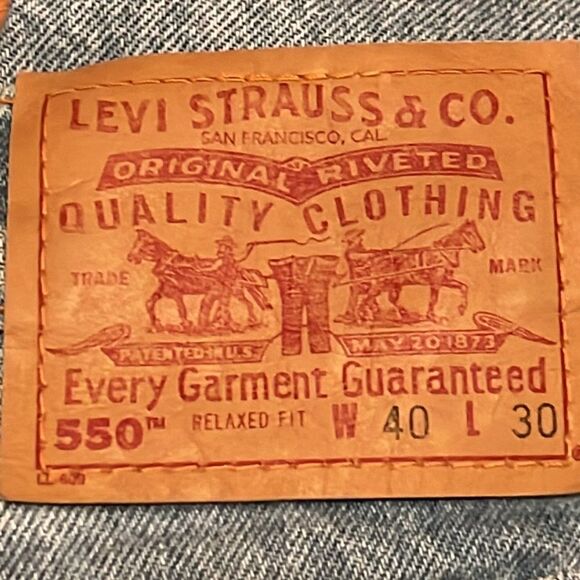 LEVI STRAUSS & CO.
SAN FRANCISCO, CAL.
ORIGINAL RIVETED
QUALITY CLOTHING
TRADE MARK
PATENTED IN U.S. MAY 20 1873
Every Garment Guaranteed
550™ RELAXED FIT W 40 L 30